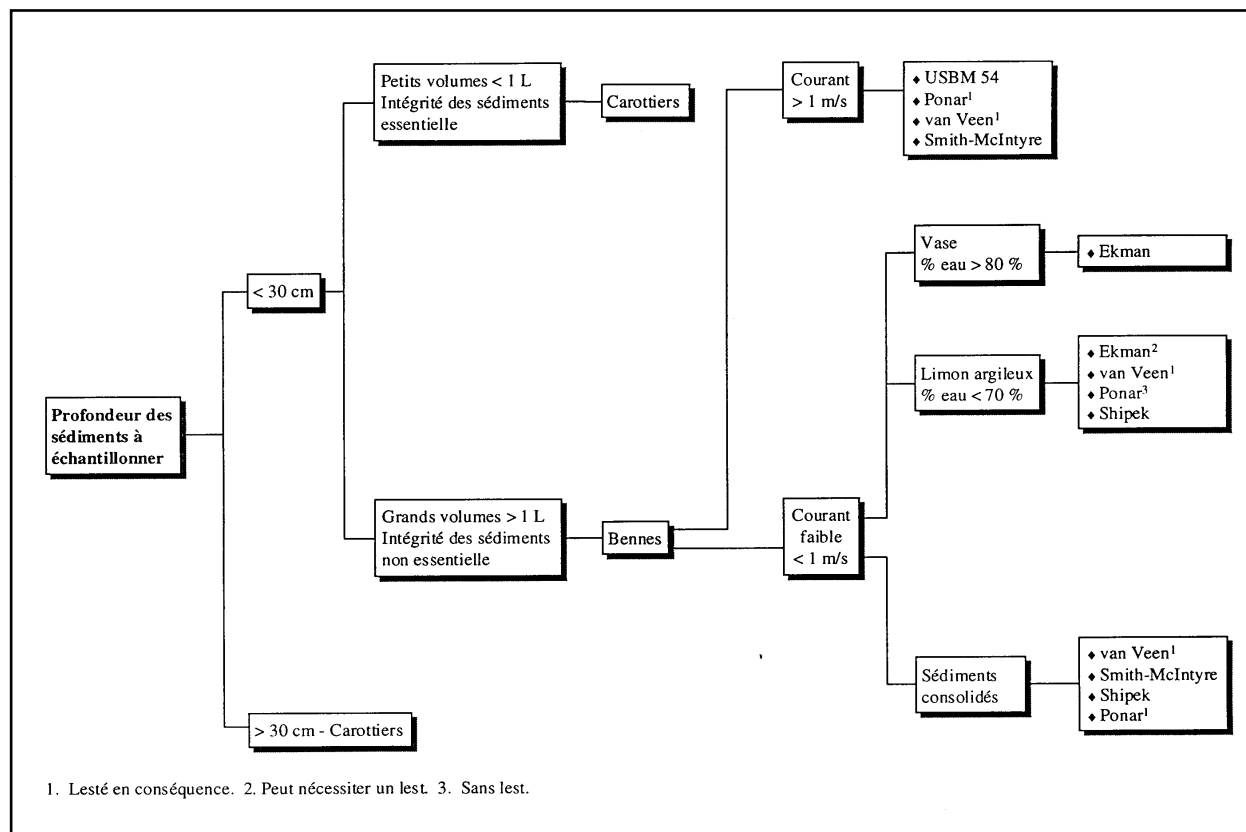 Petits volumes < 1 L
Intégrité des sédiments
essentielle
Carottiers
Courant
> 1 m/s
♦ USBM 54
♦ Ponar¹
♦ van Veen¹
♦ Smith-McIntyre
Vase
% eau > 80 %
♦ Ekman
< 30 cm
Limon argileux
% eau < 70 %
♦ Ekman²
♦ van Veen¹
♦ Ponar³
♦ Shipek
Profondeur des
sédiments à
échantillonner
Grands volumes > 1 L
Intégrité des sédiments
non essentielle
Bennes
Courant
faible
< 1 m/s
Sédiments
consolidés
♦ van Veen¹
♦ Smith-McIntyre
♦ Shipek
♦ Ponar¹
> 30 cm - Carottiers
1. Lesté en conséquence. 2. Peut nécessiter un lest. 3. Sans lest.